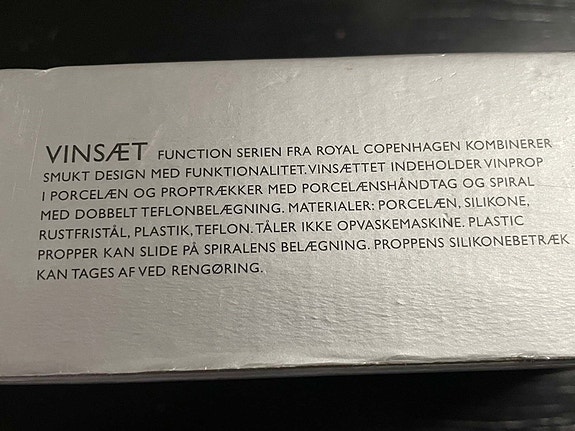 VINSÆT FUNCTION SERIEN FRA ROYAL COPENHAGEN KOMBINERER
SMUKT DESIGN MED FUNKTIONALITET. VINSÆTTET INDEHOLDER VINPROP
I PORCELÆN OG PROPTRÆKKER MED PORCELÆNSHÅNDTAG OG SPIRAL
MED DOBBELT TEFLONBELÆGNING. MATERIALER: PORCELÆN, SILIKONE,
RUSTFRISTÅL, PLASTIK, TEFLON. TÅLER IKKE OPVASKEMASKINE. PLASTIC
PROPPER KAN SLIDE PÅ SPIRALENS BELÆGNING. PROPPENS SILIKONEBETRÆK
KAN TAGES AF VED RENGØRING.